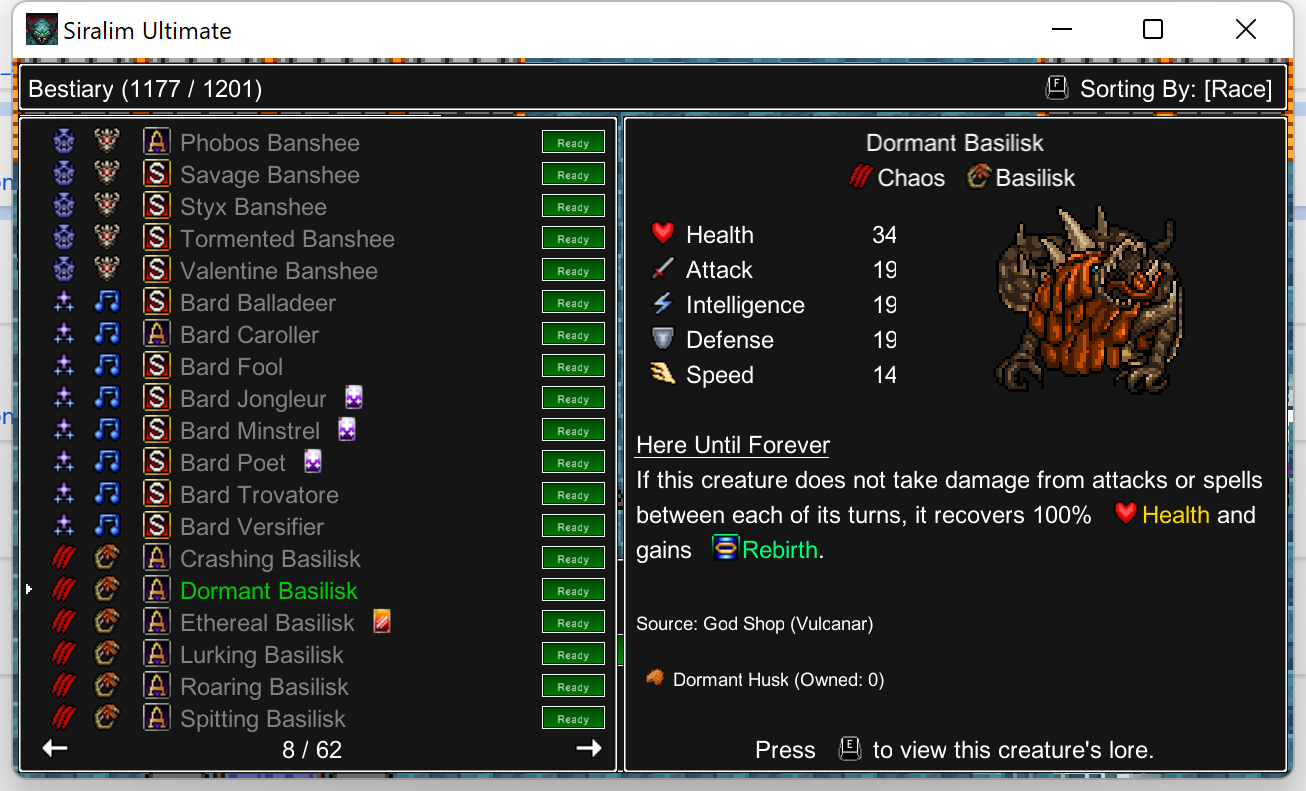 Siralim Ultimate
Bestiary (1177 / 1201)
F Sorting By: [Race]
A Phobos Banshee Ready
S Savage Banshee Ready
S Styx Banshee Ready
S Tormented Banshee Ready
S Valentine Banshee Ready
S Bard Balladeer Ready
A Bard Caroller Ready
S Bard Fool Ready
S Bard Jongleur Ready
S Bard Minstrel Ready
S Bard Poet Ready
S Bard Trovatore Ready
S Bard Versifier Ready
A Crashing Basilisk Ready
A Dormant Basilisk Ready
A Ethereal Basilisk Ready
A Lurking Basilisk Ready
A Roaring Basilisk Ready
A Spitting Basilisk Ready
8 / 62
Dormant Basilisk
Chaos Basilisk
Health 34
Attack 19
Intelligence 19
Defense 19
Speed 14
Here Until Forever
If this creature does not take damage from attacks or spells
between each of its turns, it recovers 100% Health and
gains Rebirth.
Source: God Shop (Vulcanar)
Dormant Husk (Owned: 0)
Press E to view this creature's lore.